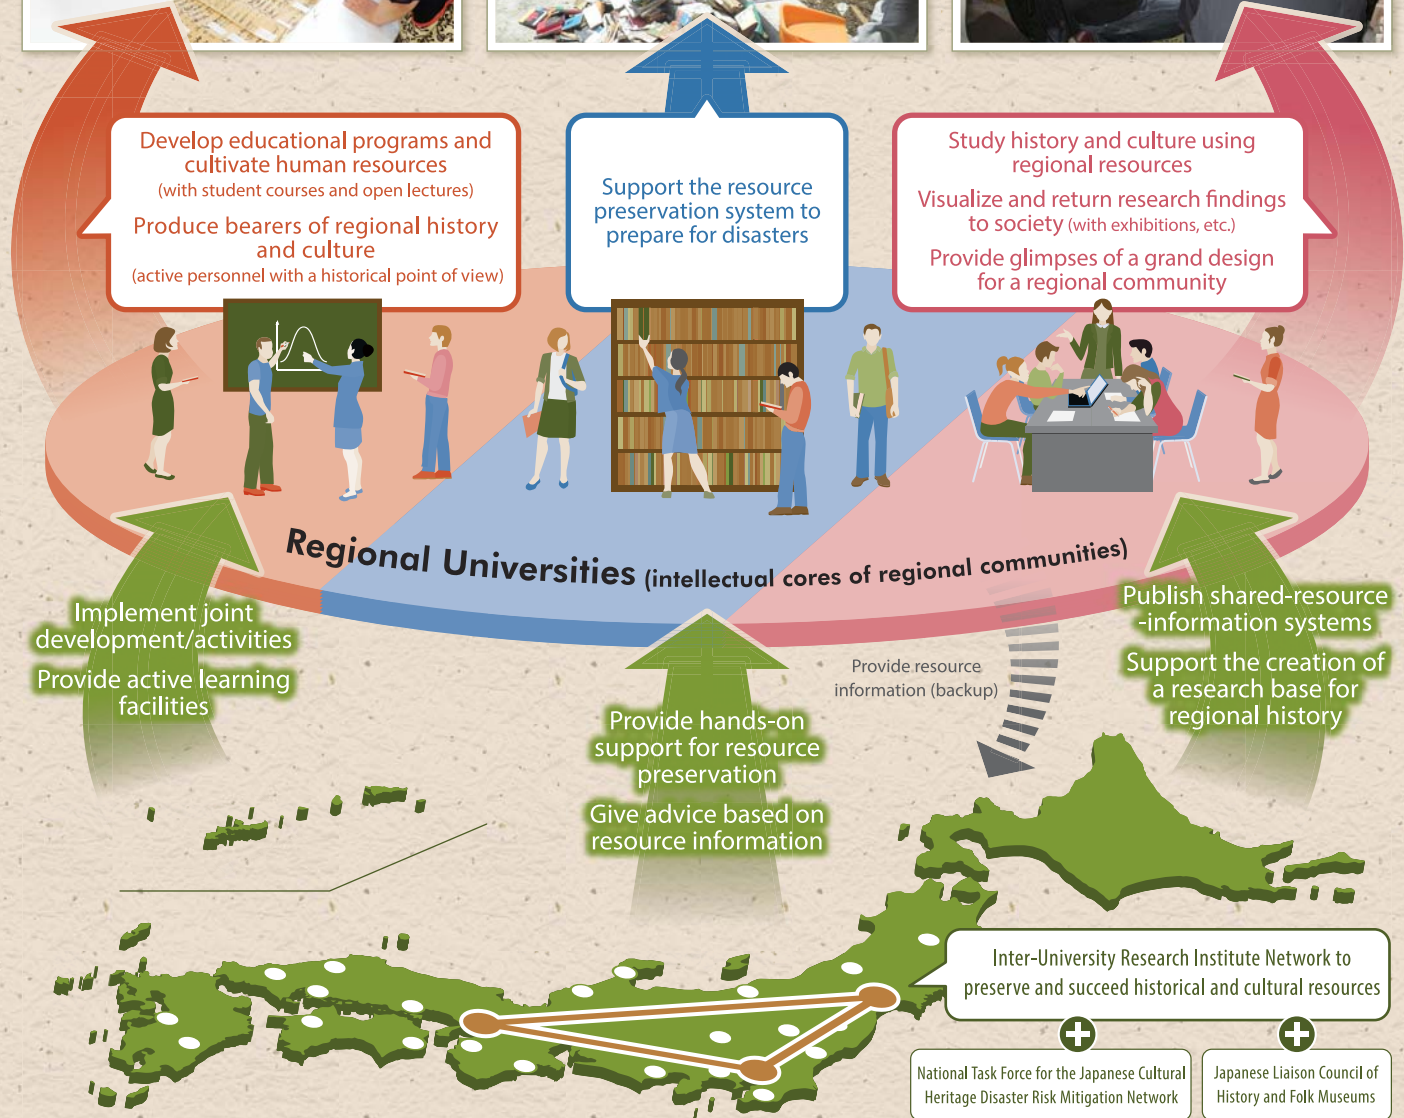 Develop educational programs and
cultivate human resources
(with student courses and open lectures)
Produce bearers of regional history
and culture
(active personnel with a historical point of view)
Support the resource
preservation system to
prepare for disasters
Study history and culture using
regional resources
Visualize and return research findings
to society (with exhibitions, etc.)
Provide glimpses of a grand design
for a regional community
Regional Universities (intellectual cores of regional communities)
Implement joint
development/activities
Provide active learning
facilities
Provide hands-on
support for resource
preservation
Give advice based on
resource information
Provide resource
information (backup)
Publish shared-resource
-information systems
Support the creation of
a research base for
regional history
Inter-University Research Institute Network to
preserve and succeed historical and cultural resources
National Task Force for the Japanese Cultural
Heritage Disaster Risk Mitigation Network
Japanese Liaison Council of
History and Folk Museums